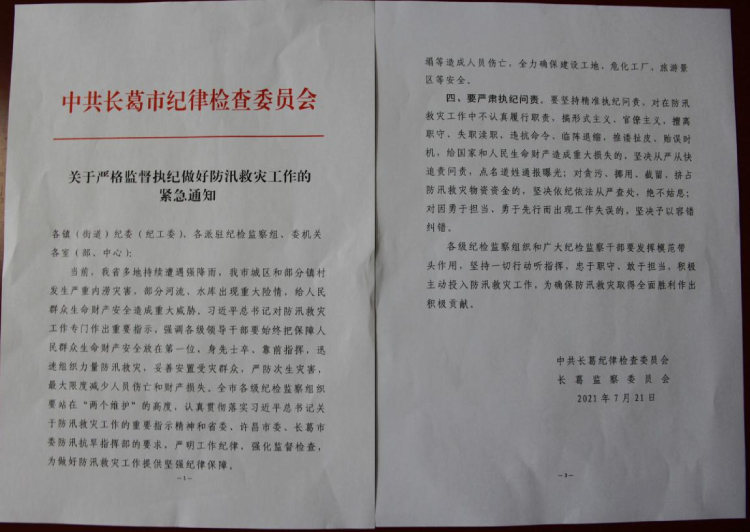 中共长葛市纪律检查委员会
关于严格监督执纪做好防汛救灾工作的
紧急通知
各镇（街道）纪委（纪工委）、各派驻纪检监察组、委机关
各室（部、中心）：
当前，我省多地持续遭遇强降雨，我市城区和部分镇村
发生严重内涝灾害，部分河流、水库出现重大险情，给人民
群众生命财产安全造成重大威胁。习近平总书记对防汛救灾
工作专门作出重要指示，强调各级领导干部要始终把保障人
民群众生命财产安全放在第一位，身先士卒、靠前指挥，迅
速组织力量防汛救灾，妥善安置受灾群众，严防次生灾害，
最大限度减少人员伤亡和财产损失。全市各级纪检监察组织
要站在“两个维护”的高度，认真贯彻落实习近平总书记关
于防汛救灾工作的重要指示精神和省委、许昌市委、长葛市
委防汛抗旱指挥部的要求，严明工作纪律，强化监督检查，
为做好防汛救灾工作提供坚强纪律保障。
-1-
塌等造成人员伤亡，全力确保建设工地、危化工厂、旅游景
区等安全。
四、要严肃执纪问责。要坚持精准执纪问责，对在防汛
救灾工作中不认真履行职责，搞形式主义、官僚主义，擅离
职守、失职渎职，违抗命令、临阵退缩，推诿扯皮、贻误时
机，给国家和人民生命财产造成重大损失的，坚决从严从快
追责问责，点名道姓通报曝光；对贪污、挪用、截留、挤占
防汛救灾物资资金的，坚决依纪依法从严查处，绝不姑息；
对因勇于担当、勇于先行而出现工作失误的，坚决予以容错
纠错。
各级纪检监察组织和广大纪检监察干部要发挥模范带
头作用，坚持一切行动听指挥，忠于职守、敢于担当、积极
主动投入防汛救灾工作，为确保防汛救灾取得全面胜利作出
积极贡献。
中共长葛纪律检查委员会
长葛监察委员会
2021年7月21日
-3-